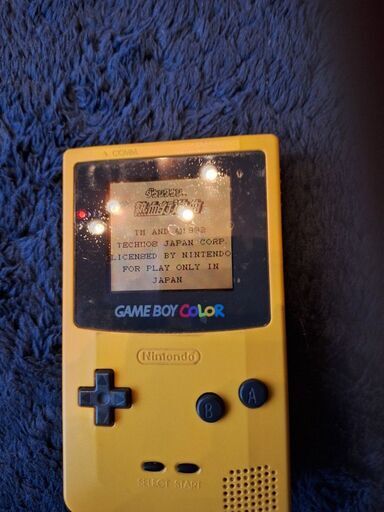 COMM.
TM AND 1992
TECHNOS JAPAN CORP.
LICENSED BY NINTENDO
FOR PLAY ONLY IN
JAPAN
GAME BOY COLOR
Nintendo
B A
SELECT START